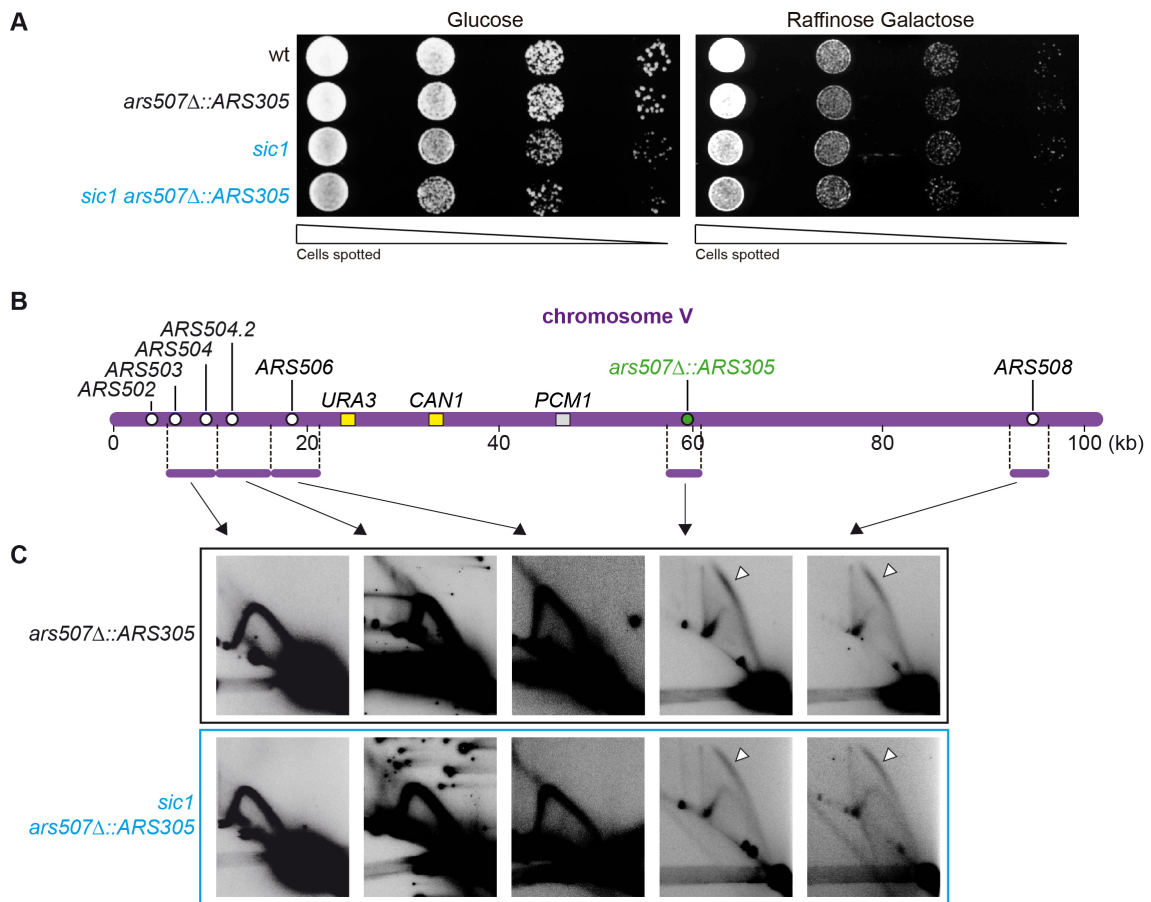 A
Glucose
Raffinose Galactose
wt
ars507Δ::ARS305
sic1
sic1 ars507Δ::ARS305
Cells spotted
Cells spotted
B
chromosome V
ARS504.2
ARS504
ARS503
ARS502
ARS506
URA3
CAN1
PCM1
ars507Δ::ARS305
ARS508
0
20
40
60
80
100 (kb)
C
ars507Δ::ARS305
sic1
ars507Δ::ARS305